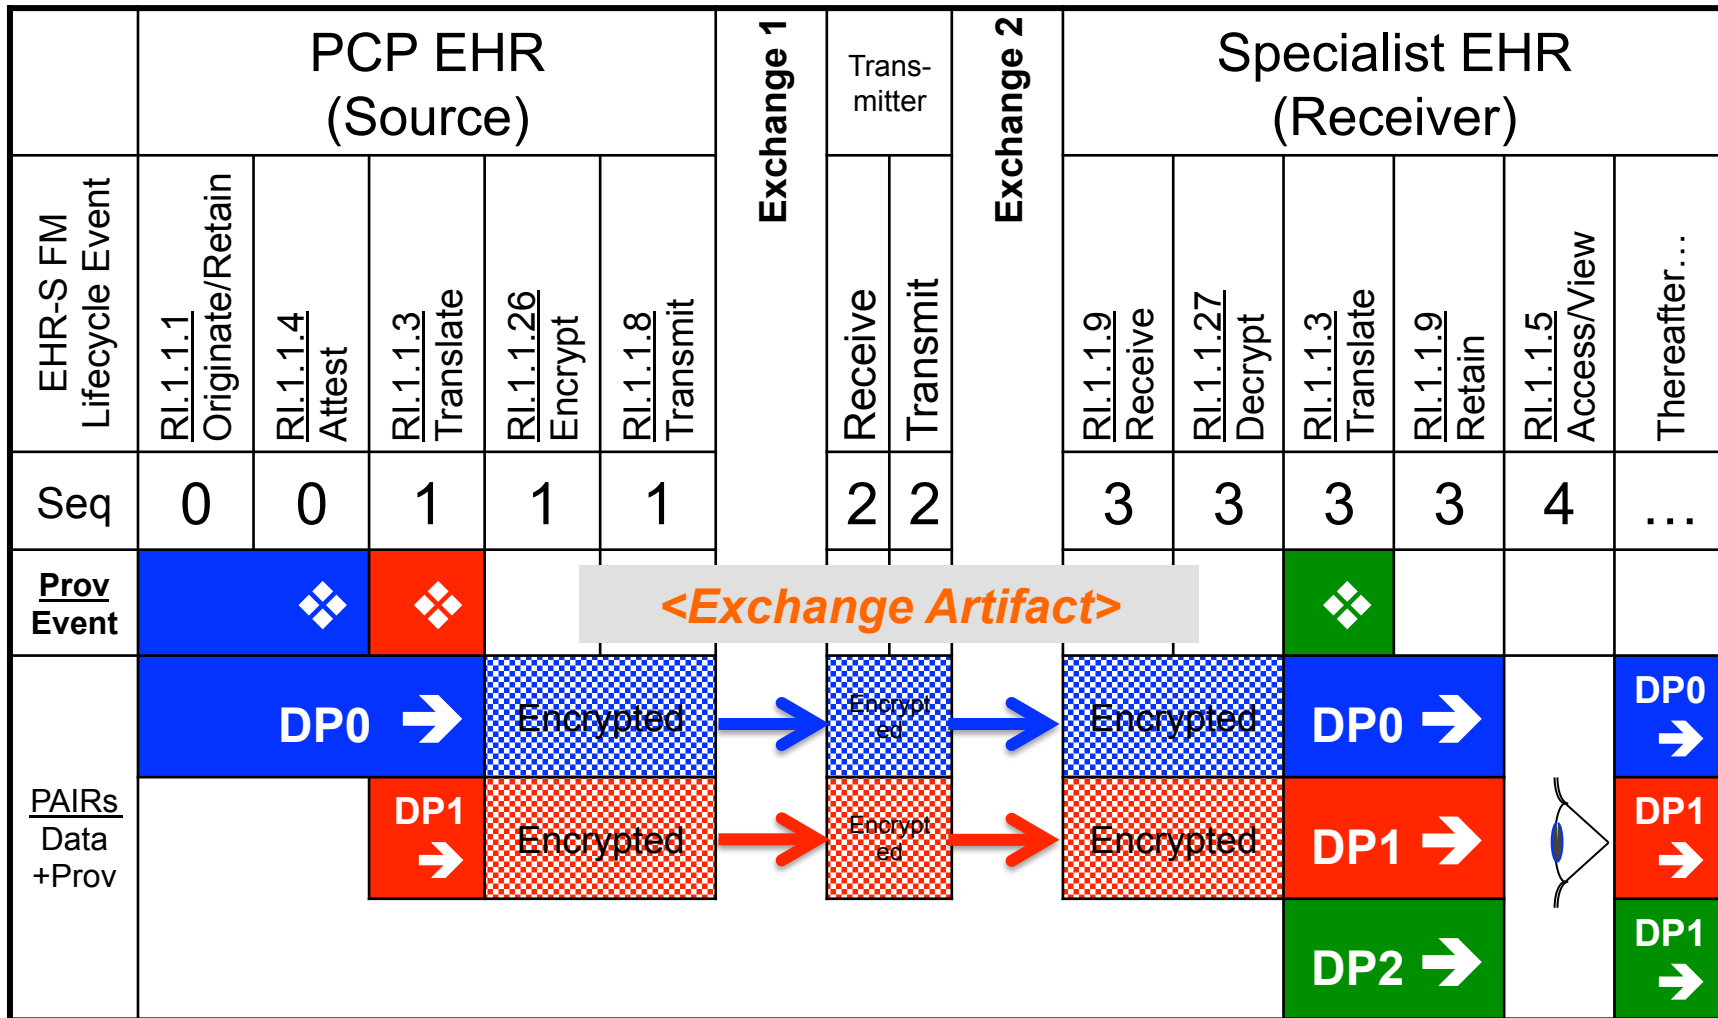 PCP EHR
(Source)
Exchange 1
Trans-
mitter
Exchange 2
Specialist EHR
(Receiver)
EHR-S FM
Lifecycle Event
RI.1.1.1
Originate/Retain
RI.1.1.4
Attest
RI.1.1.3
Translate
RI.1.1.26
Encrypt
RI.1.1.8
Transmit
Receive
Transmit
RI.1.1.9
Receive
RI.1.1.27
Decrypt
RI.1.1.3
Translate
RI.1.1.9
Retain
RI.1.1.5
Access/View
Thereafter…
Seq 0 0 1 1 1 2 2 3 3 3 3 4 …
Prov
Event
<Exchange Artifact>
PAIRs
Data
+Prov
DP0
Encrypted
Encrypt
ed
Encrypted
DP0
DP0
DP1
Encrypted
Encrypt
ed
Encrypted
DP1
DP1
DP2
DP1